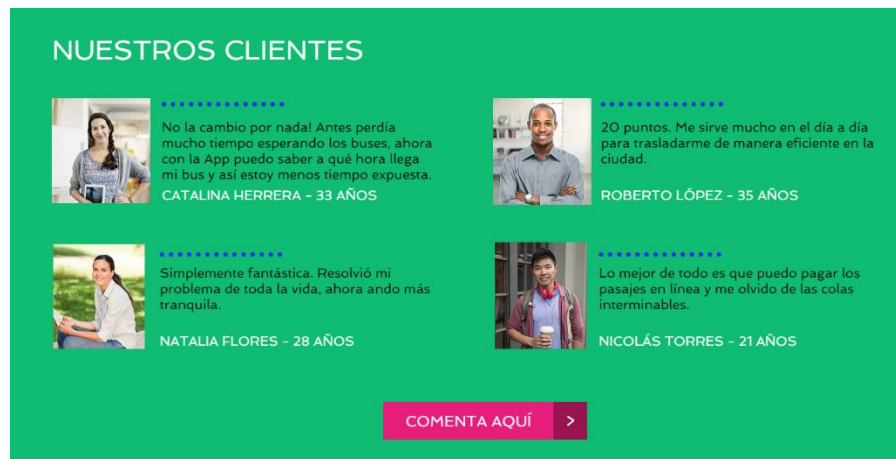 NUESTROS CLIENTES
No la cambio por nada! Antes perdía
mucho tiempo esperando los buses, ahora
con la App puedo saber a qué hora llega
mi bus y así estoy menos tiempo expuesta.
CATALINA HERRERA - 33 AÑOS
20 puntos. Me sirve mucho en el día a día
para trasladarme de manera eficiente en la
ciudad.
ROBERTO LÓPEZ - 35 AÑOS
Simplemente fantástica. Resolvió mi
problema de toda la vida, ahora ando más
tranquila.
NATALIA FLORES - 28 AÑOS
Lo mejor de todo es que puedo pagar los
pasajes en línea y me olvido de las colas
interminables.
NICOLÁS TORRES - 21 AÑOS
COMENTA AQUÍ >